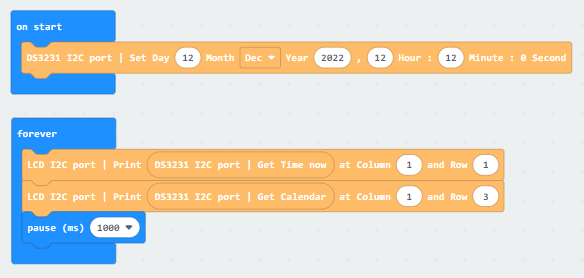 on start
DS3231 I2C port | Set Day 12 Month Dec Year 2022 , 12 Hour : 12 Minute : 0 Second
forever
LCD I2C port | Print DS3231 I2C port | Get Time now at Column 1 and Row 1
LCD I2C port | Print DS3231 I2C port | Get Calendar at Column 1 and Row 3
pause (ms) 1000